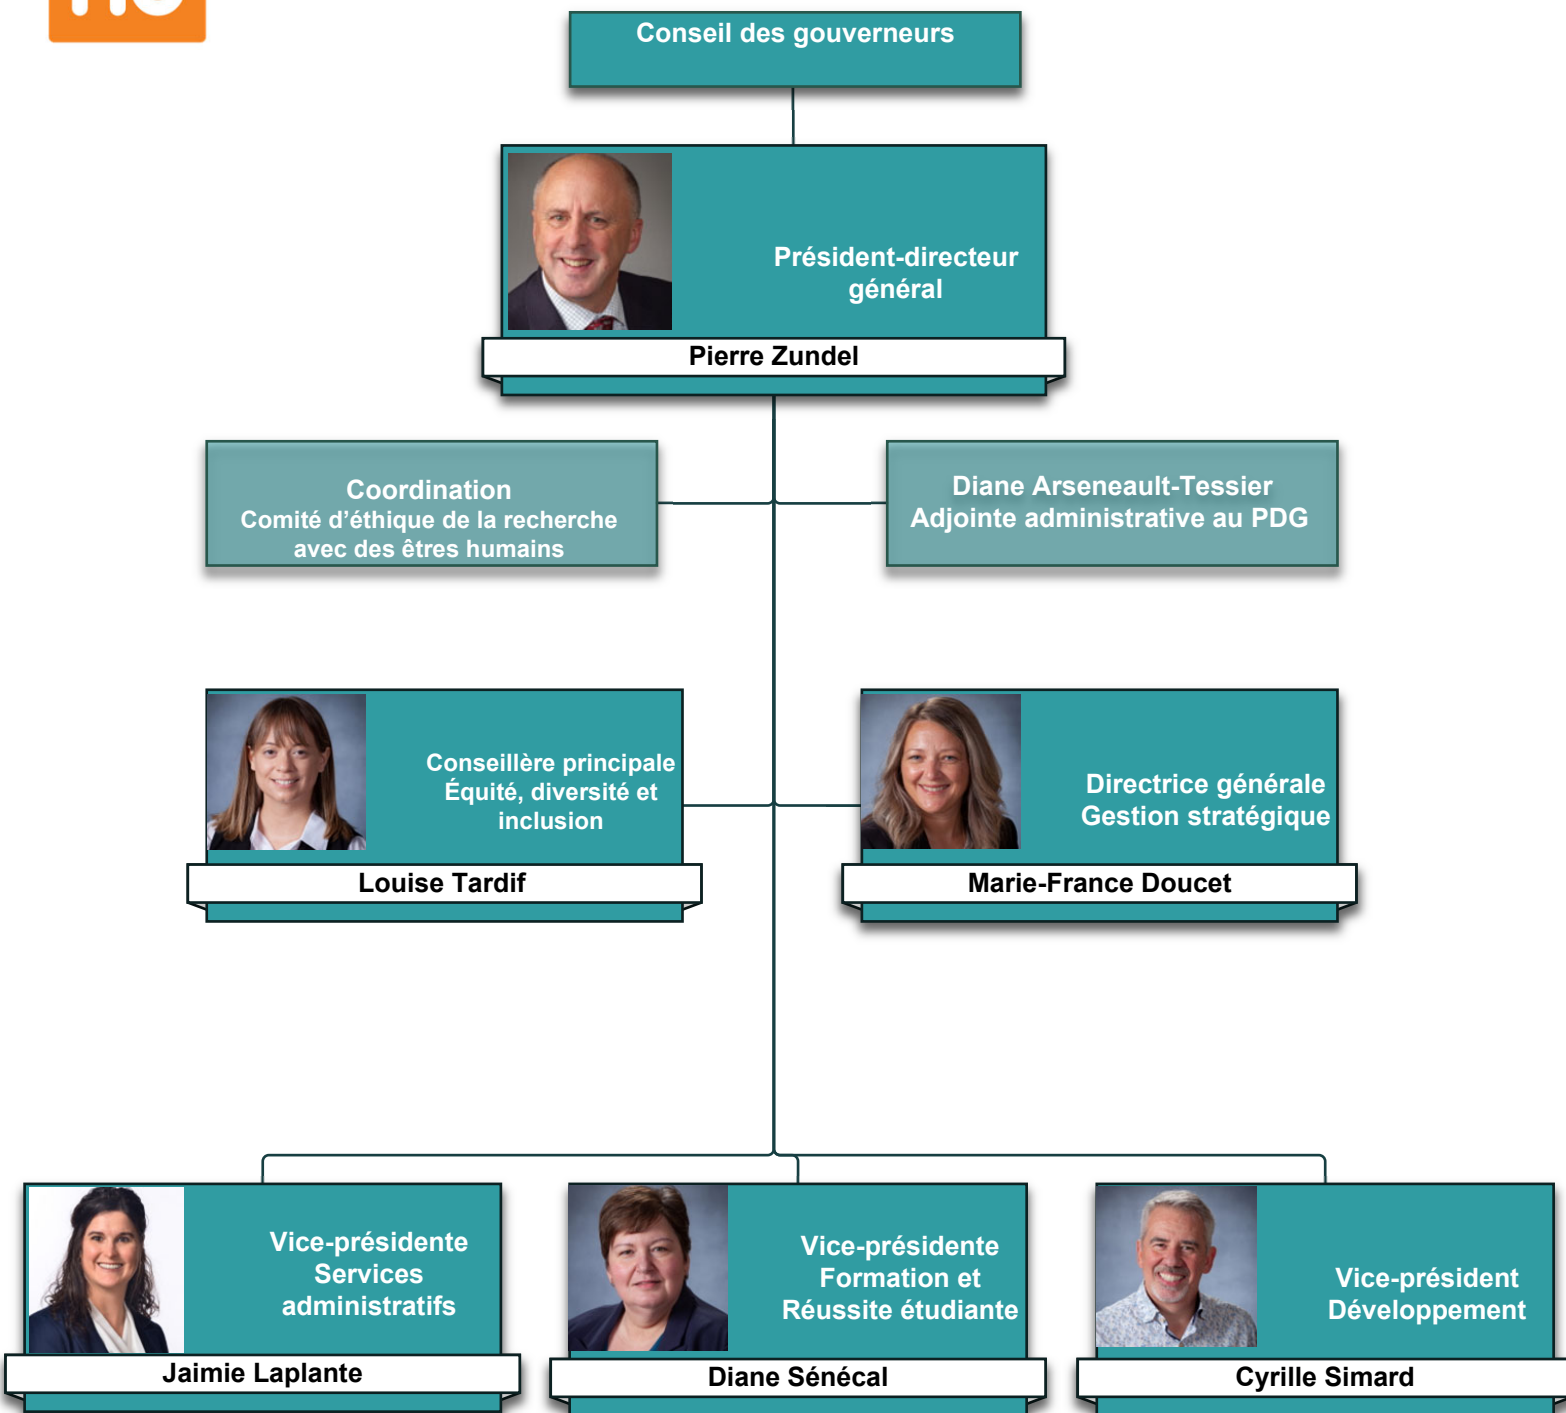 Conseil des gouverneurs
Président-directeur
général
Pierre Zundel
Coordination
Comité d'éthique de la recherche
avec des êtres humains
Diane Arseneault-Tessier
Adjointe administrative au PDG
Conseillère principale
Équité, diversité et
inclusion
Louise Tardif
Directrice générale
Gestion stratégique
Marie-France Doucet
Vice-présidente
Services
administratifs
Jaimie Laplante
Vice-présidente
Formation et
Réussite étudiante
Diane Sénécal
Vice-président
Développement
Cyrille Simard